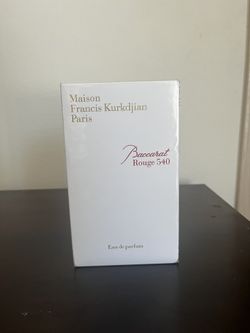 Maison
Francis Kurkdjian
Paris
Baccarat
Rouge 540
Eau de parfum